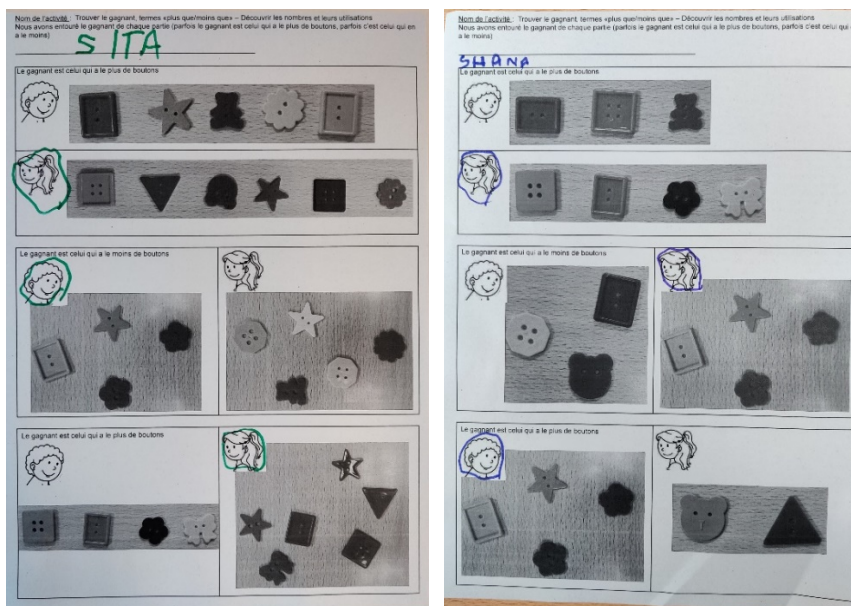 Nom de l'activité : Trouver le gagnant, termes «plus que/moins que» – Découvrir les nombres et leurs utilisations
Nous avons entouré le gagnant de chaque partie (parfois le gagnant est celui qui a le plus de boutons, parfois c'est celui qui en
a le moins)
SITA
Le gagnant est celui qui a le plus de boutons
Le gagnant est celui qui a le moins de boutons
Le gagnant est celui qui a le plus de boutons
Nom de l'activité : Trouver le gagnant, termes «plus que/moins que» – Découvrir les nombres et leurs utilisations
Nous avons entouré le gagnant de chaque partie (parfois le gagnant est celui qui a le plus de boutons, parfois c'est celui qui
a le moins)
SHANA
Le gagnant est celui qui a le plus de boutons
Le gagnant est celui qui a le moins de boutons
Le gagnant est celui qui a le plus de boutons